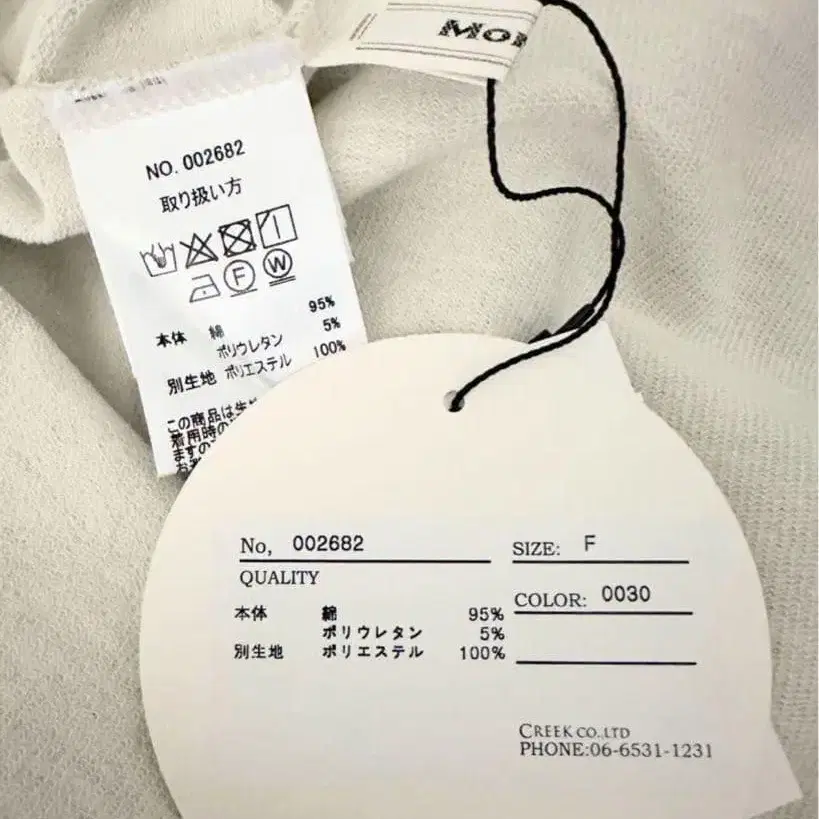 NO. 002682
取り扱い方
F W
本体 綿 95%
ポリウレタン 5%
別生地 ポリエステル 100%
この商品は生
着用時の
ますの
No, 002682
SIZE: F
QUALITY
COLOR: 0030
本体 綿 95%
ポリウレタン 5%
別生地 ポリエステル 100%
CREEK CO.,LTD
PHONE:06-6531-1231